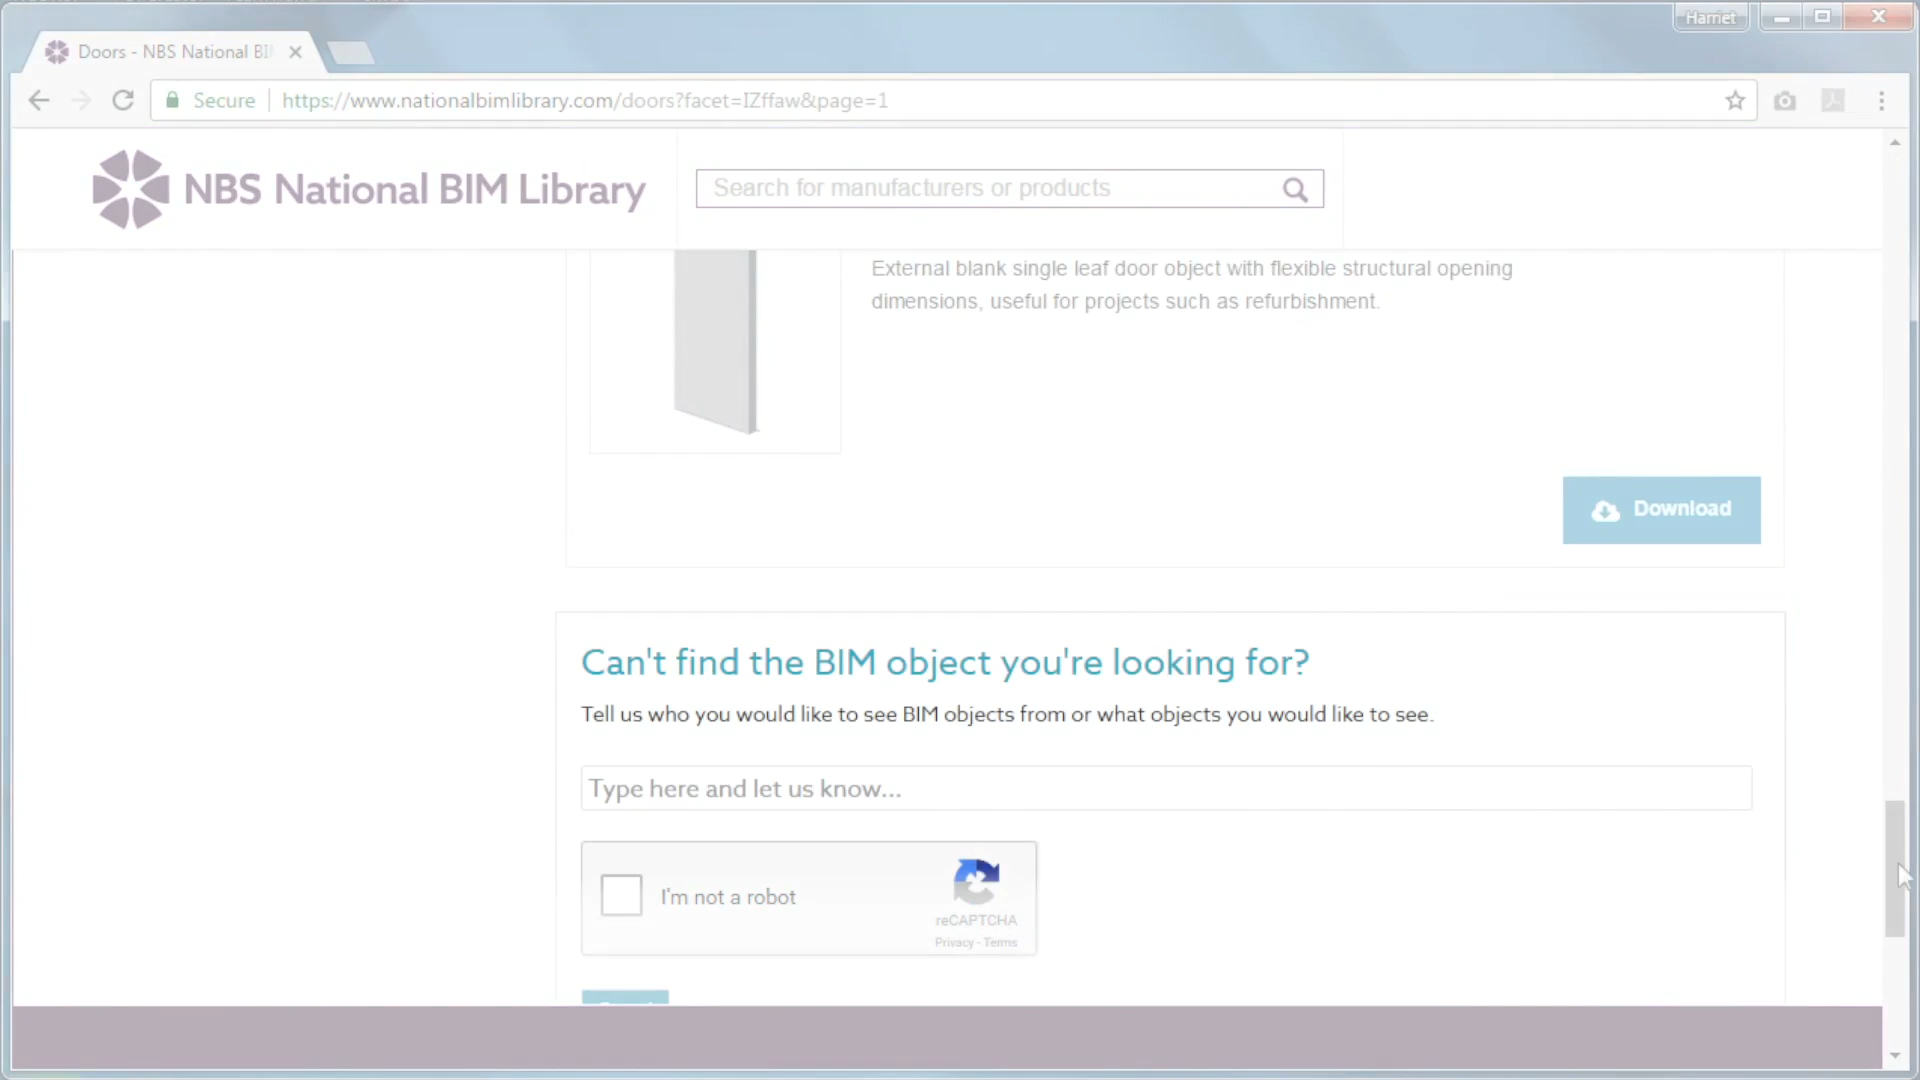 Harriet
Doors - NBS National BI
Secure
https://www.nationalbimlibrary.com/doors?facet=IZffaw&page=1
NBS National BIM Library
Search for manufacturers or products
External blank single leaf door object with flexible structural opening
dimensions, useful for projects such as refurbishment.
Download
Can't find the BIM object you're looking for?
Tell us who you would like to see BIM objects from or what objects you would like to see.
Type here and let us know...
I'm not a robot
reCAPTCHA
Privacy - Terms